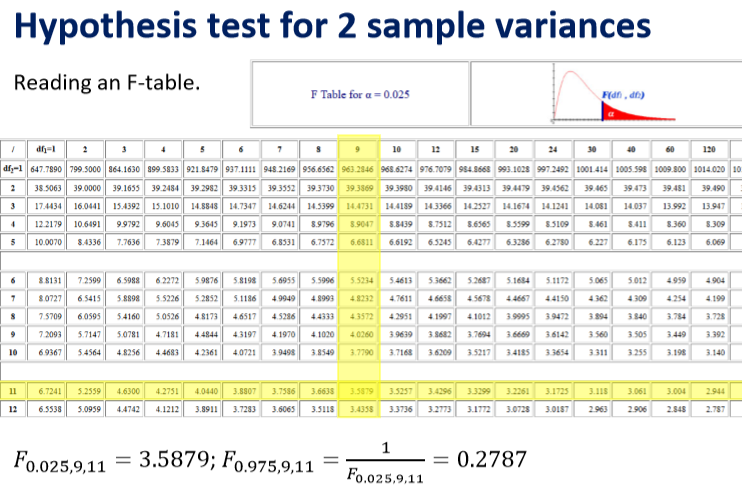 Hypothesis test for 2 sample variances
Reading an F-table.
F Table for α = 0.025
F(df₁ , df₂)
α
/ df₁=1 2 3 4 5 6 7 8 9 10 12 15 20 24 30 40 60 120
df₂=1 647.7890 799.5000 864.1630 899.5833 921.8479 937.1111 948.2169 956.6562 963.2846 968.6274 976.7079 984.8668 993.1028 997.2492 1001.414 1005.598 1009.800 1014.020 10
2 38.5063 39.0000 39.1655 39.2484 39.2982 39.3315 39.3552 39.3730 39.3869 39.3980 39.4146 39.4313 39.4479 39.4562 39.465 39.473 39.481 39.490
3 17.4434 16.0441 15.4392 15.1010 14.8848 14.7347 14.6244 14.5399 14.4731 14.4189 14.3366 14.2527 14.1674 14.1241 14.081 14.037 13.992 13.947
4 12.2179 10.6491 9.9792 9.6045 9.3645 9.1973 9.0741 8.9796 8.9047 8.8439 8.7512 8.6565 8.5599 8.5109 8.461 8.411 8.360 8.309
5 10.0070 8.4336 7.7636 7.3879 7.1464 6.9777 6.8531 6.7572 6.6811 6.6192 6.5245 6.4277 6.3286 6.2780 6.227 6.175 6.123 6.069
6 8.8131 7.2599 6.5988 6.2272 5.9876 5.8198 5.6955 5.5996 5.5234 5.4613 5.3662 5.2687 5.1684 5.1172 5.065 5.012 4.959 4.904
7 8.0727 6.5415 5.8898 5.5226 5.2852 5.1186 4.9949 4.8993 4.8232 4.7611 4.6658 4.5678 4.4667 4.4150 4.362 4.309 4.254 4.199
8 7.5709 6.0595 5.4160 5.0526 4.8173 4.6517 4.5286 4.4333 4.3572 4.2951 4.1997 4.1012 3.9995 3.9472 3.894 3.840 3.784 3.728
9 7.2093 5.7147 5.0781 4.7181 4.4844 4.3197 4.1970 4.1020 4.0260 3.9639 3.8682 3.7694 3.6669 3.6142 3.560 3.505 3.449 3.392
10 6.9367 5.4564 4.8256 4.4683 4.2361 4.0721 3.9498 3.8549 3.7790 3.7168 3.6209 3.5217 3.4185 3.3654 3.311 3.255 3.198 3.140
11 6.7241 5.2559 4.6300 4.2751 4.0440 3.8807 3.7586 3.6638 3.5879 3.5257 3.4296 3.3299 3.2261 3.1725 3.118 3.061 3.004 2.944
12 6.5538 5.0959 4.4742 4.1212 3.8911 3.7283 3.6065 3.5118 3.4358 3.3736 3.2773 3.1772 3.0728 3.0187 2.963 2.906 2.848 2.787
F₀.₀₂₅,₉,₁₁ = 3.5879; F₀.₉₇₅,₉,₁₁ = 1 / F₀.₀₂₅,₉,₁₁ = 0.2787